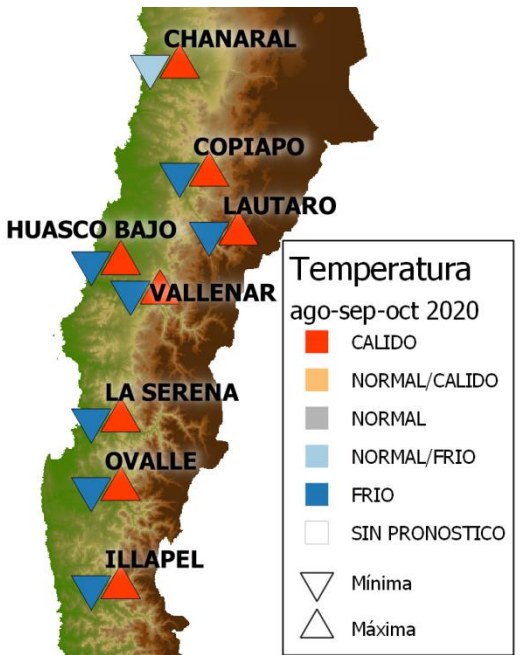 CHANARAL
COPIAPO
LAUTARO
HUASCO BAJO
VALLENAR
LA SERENA
OVALLE
ILLAPEL
Temperatura
ago-sep-oct 2020
CALIDO
NORMAL/CALIDO
NORMAL
NORMAL/FRIO
FRIO
SIN PRONOSTICO
Mínima
Máxima